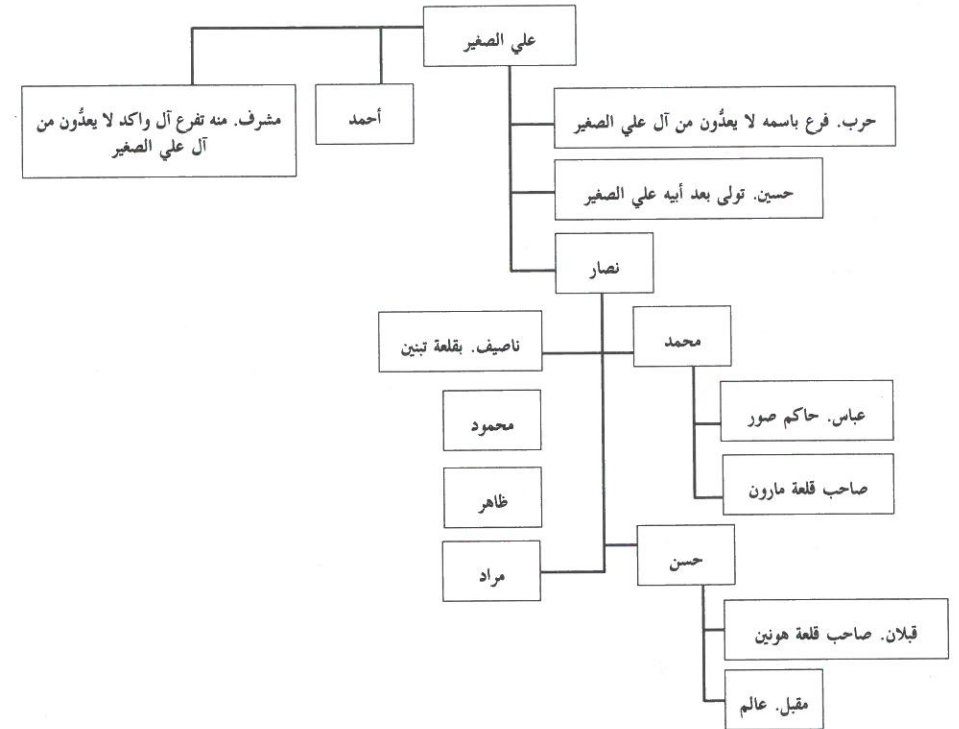 علي الصغير
مشرف. منه تفرع آل واكد لا يعدُّون من
آل علي الصغير
أحمد
حرب. فرع باسمه لا يعدُّون من آل علي الصغير
حسين. تولى بعد أبيه علي الصغير
نصار
محمد
ناصيف. بقلعة تبنين
عباس. حاكم صور
محمود
صاحب قلعة مارون
ظاهر
حسن
مراد
قبلان. صاحب قلعة هونين
مقبل. عالم